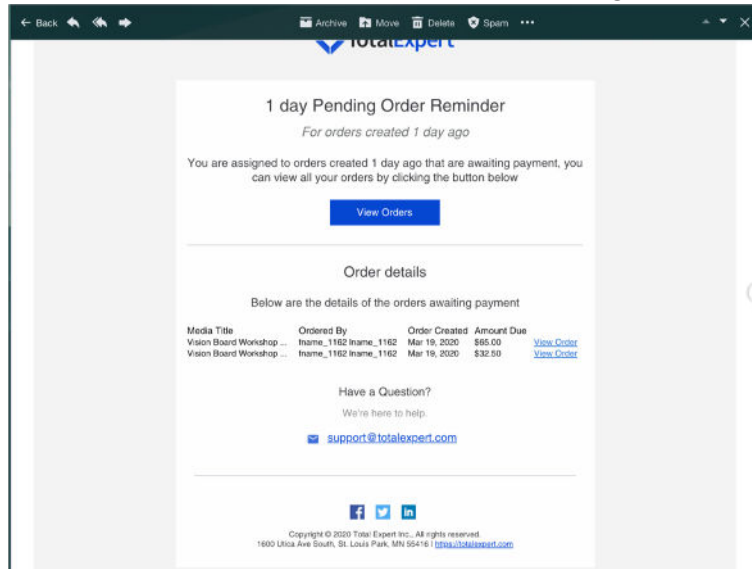 Back Archive Move Delete Spam
TotalExpert
1 day Pending Order Reminder
For orders created 1 day ago
You are assigned to orders created 1 day ago that are awaiting payment, you
can view all your orders by clicking the button below
View Orders
Order details
Below are the details of the orders awaiting payment
Media Title Ordered By Order Created Amount Due
Vision Board Workshop ... fname_1162 lname_1162 Mar 19, 2020 $65.00 View Order
Vision Board Workshop ... fname_1162 lname_1162 Mar 19, 2020 $32.50 View Order
Have a Question?
We're here to help.
support@totalexpert.com
Copyright © 2020 Total Expert Inc., All rights reserved.
1600 Utica Ave South, St. Louis Park, MN 55416 | https://totalexpert.com